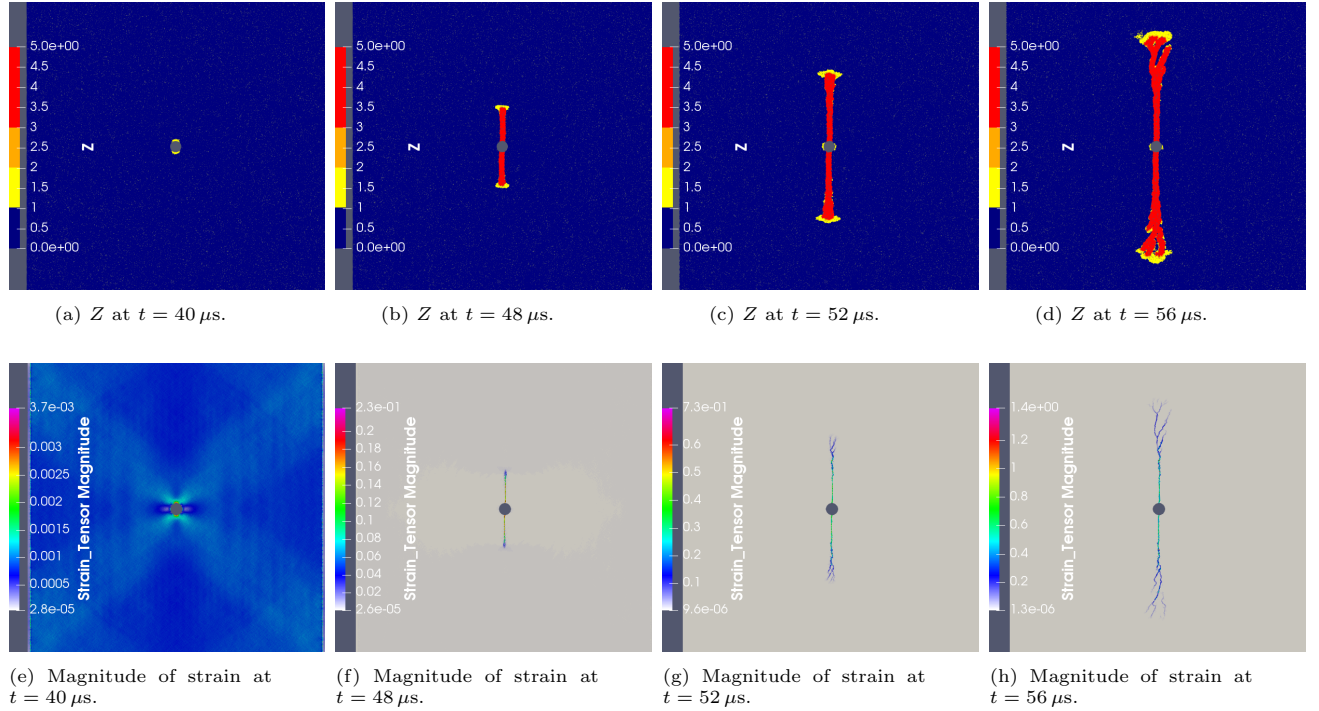 5.0e+00
4.5
4
3.5
3
2.5
2
1.5
1
0.5
0.0e+00
Z
5.0e+00
4.5
4
3.5
3
2.5
2
1.5
1
0.5
0.0e+00
Z
5.0e+00
4.5
4
3.5
3
2.5
2
1.5
1
0.5
0.0e+00
Z
5.0e+00
4.5
4
3.5
3
2.5
2
1.5
1
0.5
0.0e+00
Z
(a) Z at t = 40 μs.
(b) Z at t = 48 μs.
(c) Z at t = 52 μs.
(d) Z at t = 56 μs.
3.7e-03
0.003
0.0025
0.002
0.0015
0.001
0.0005
2.8e-05
Strain_Tensor Magnitude
2.3e-01
0.2
0.18
0.16
0.14
0.12
0.1
0.08
0.06
0.04
0.02
2.6e-05
Strain_Tensor Magnitude
7.3e-01
0.6
0.5
0.4
0.3
0.2
0.1
9.6e-06
Strain_Tensor Magnitude
1.4e+00
1.2
1
0.8
0.6
0.4
0.2
1.3e-06
Strain_Tensor Magnitude
(e) Magnitude of strain at
t = 40 μs.
(f) Magnitude of strain at
t = 48 μs.
(g) Magnitude of strain at
t = 52 μs.
(h) Magnitude of strain at
t = 56 μs.